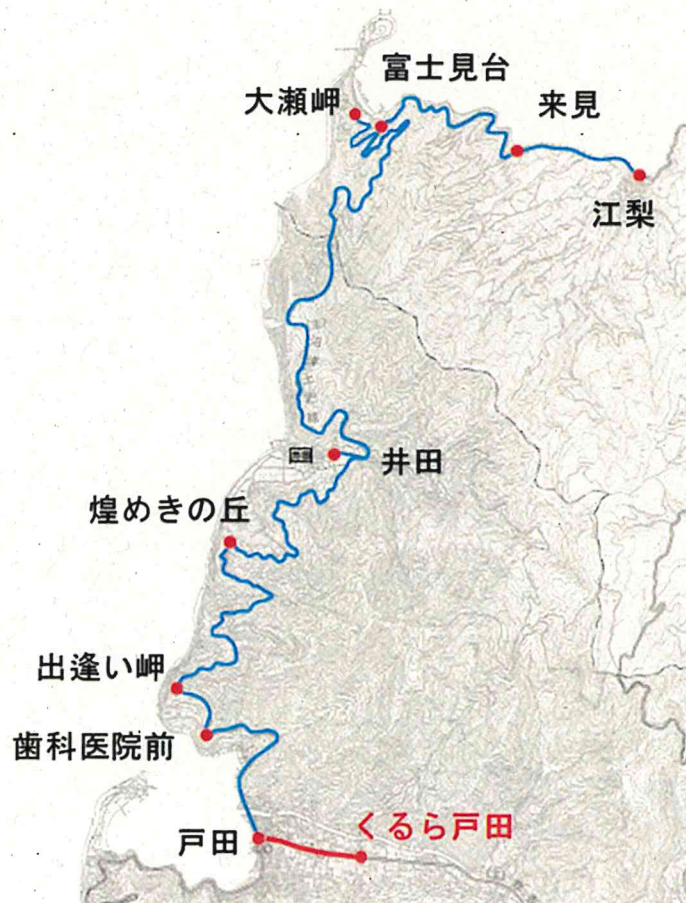 富士見台
大瀬岬
来見
江梨
井田
煌めきの丘
出逢い岬
歯科医院前
くるら戸田
戸田